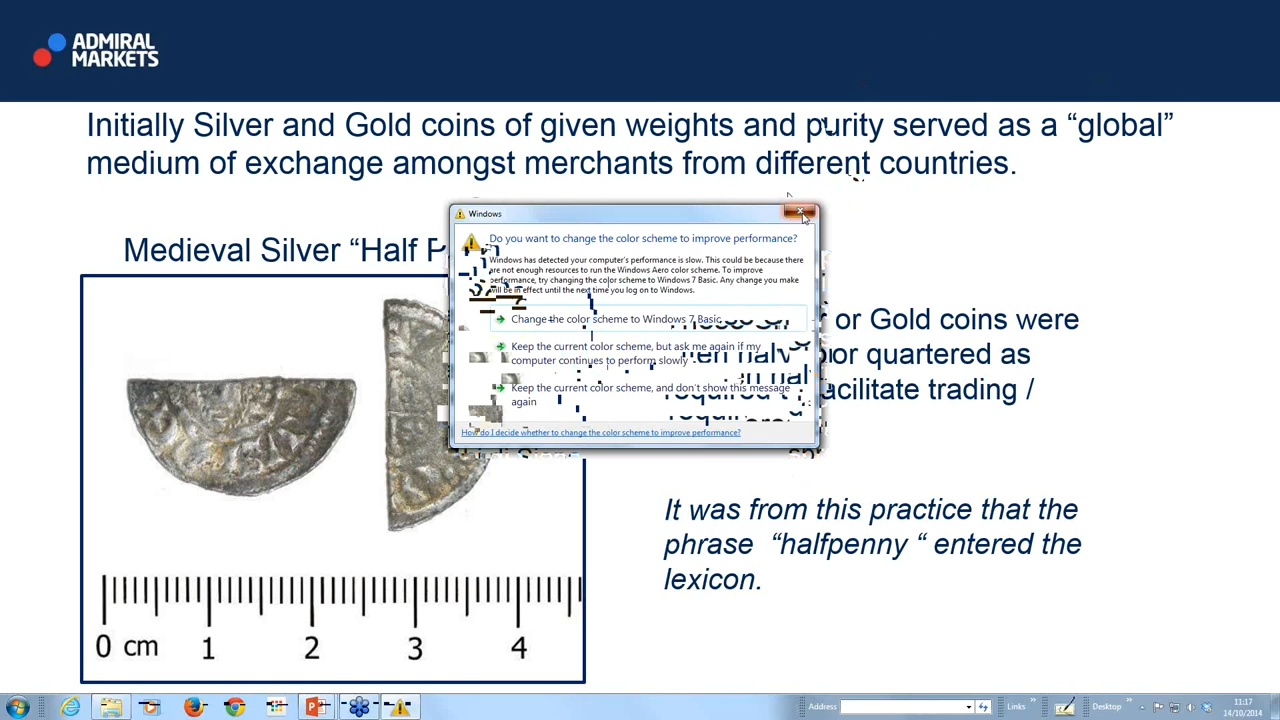 ADMIRAL
MARKETS
Initially Silver and Gold coins of given weights and purity served as a “global”
medium of exchange amongst merchants from different countries.
Medieval Silver “Half P
Windows
Do you want to change the color scheme to improve performance?
Windows has detected your computer's performance is slow. This could be because there
are not enough resources to run the Windows Aero color scheme. To improve
performance, try changing the color scheme to Windows 7 Basic. Any change you make
will be in effect until the next time you log on to Windows.
Change the color scheme to Windows 7 Basic
Keep the current color scheme, but ask me again if my
computer continues to perform slowly
Keep the current color scheme, and don't show this message
again
How do I decide whether to change the color scheme to improve performance?
or Gold coins were
or quartered as
acilitate trading /
It was from this practice that the
phrase “halfpenny “ entered the
lexicon.
0 cm 1 2 3 4
Address
Links
Desktop
11:17
14/10/2014